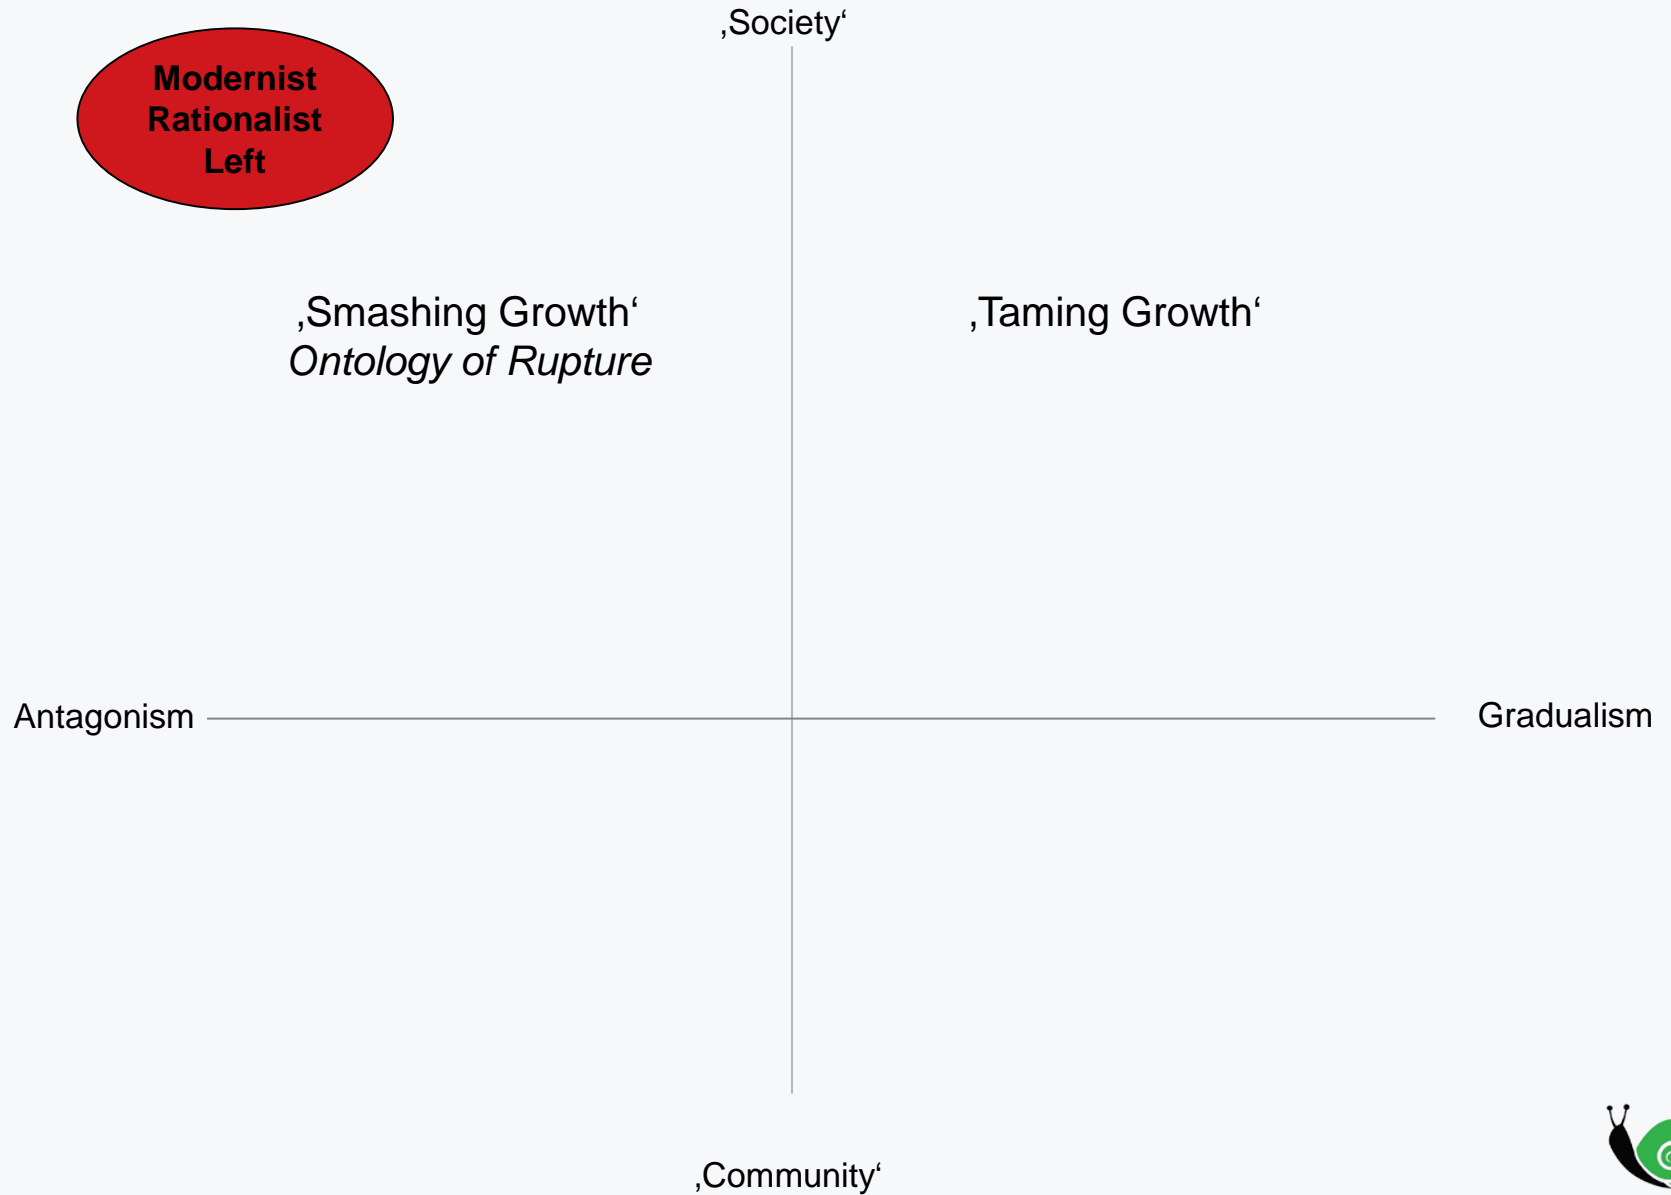 ‚Society‘
Modernist
Rationalist
Left
‚Smashing Growth‘
Ontology of Rupture
‚Taming Growth‘
Antagonism
Gradualism
‚Community‘